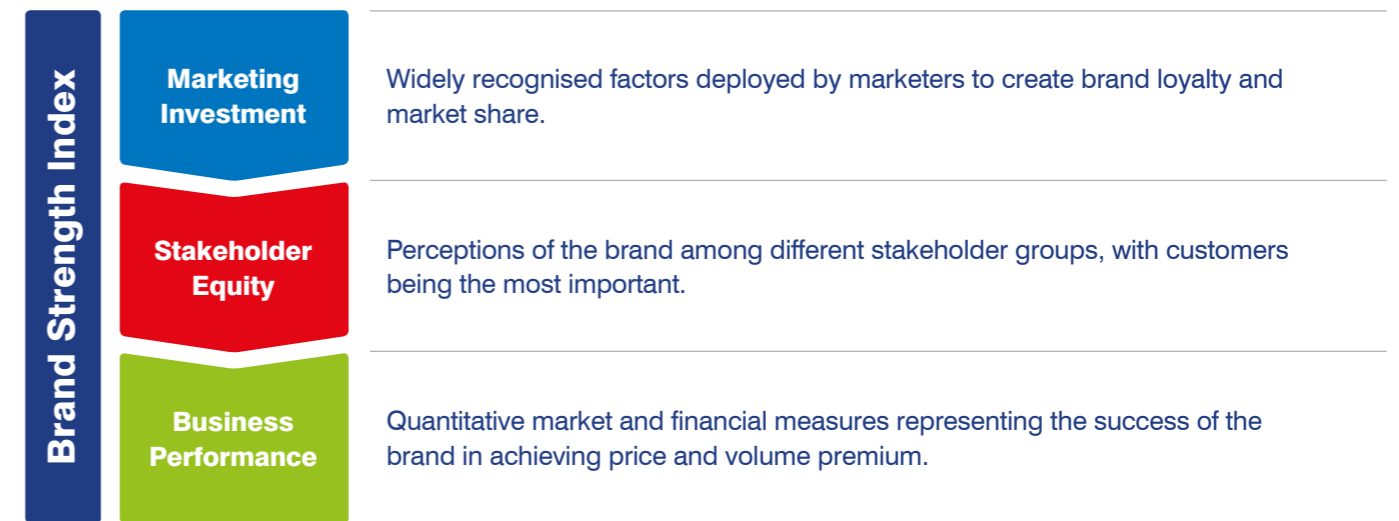 Brand Strength Index
Marketing
Investment
Widely recognised factors deployed by marketers to create brand loyalty and
market share.
Stakeholder
Equity
Perceptions of the brand among different stakeholder groups, with customers
being the most important.
Business
Performance
Quantitative market and financial measures representing the success of the
brand in achieving price and volume premium.